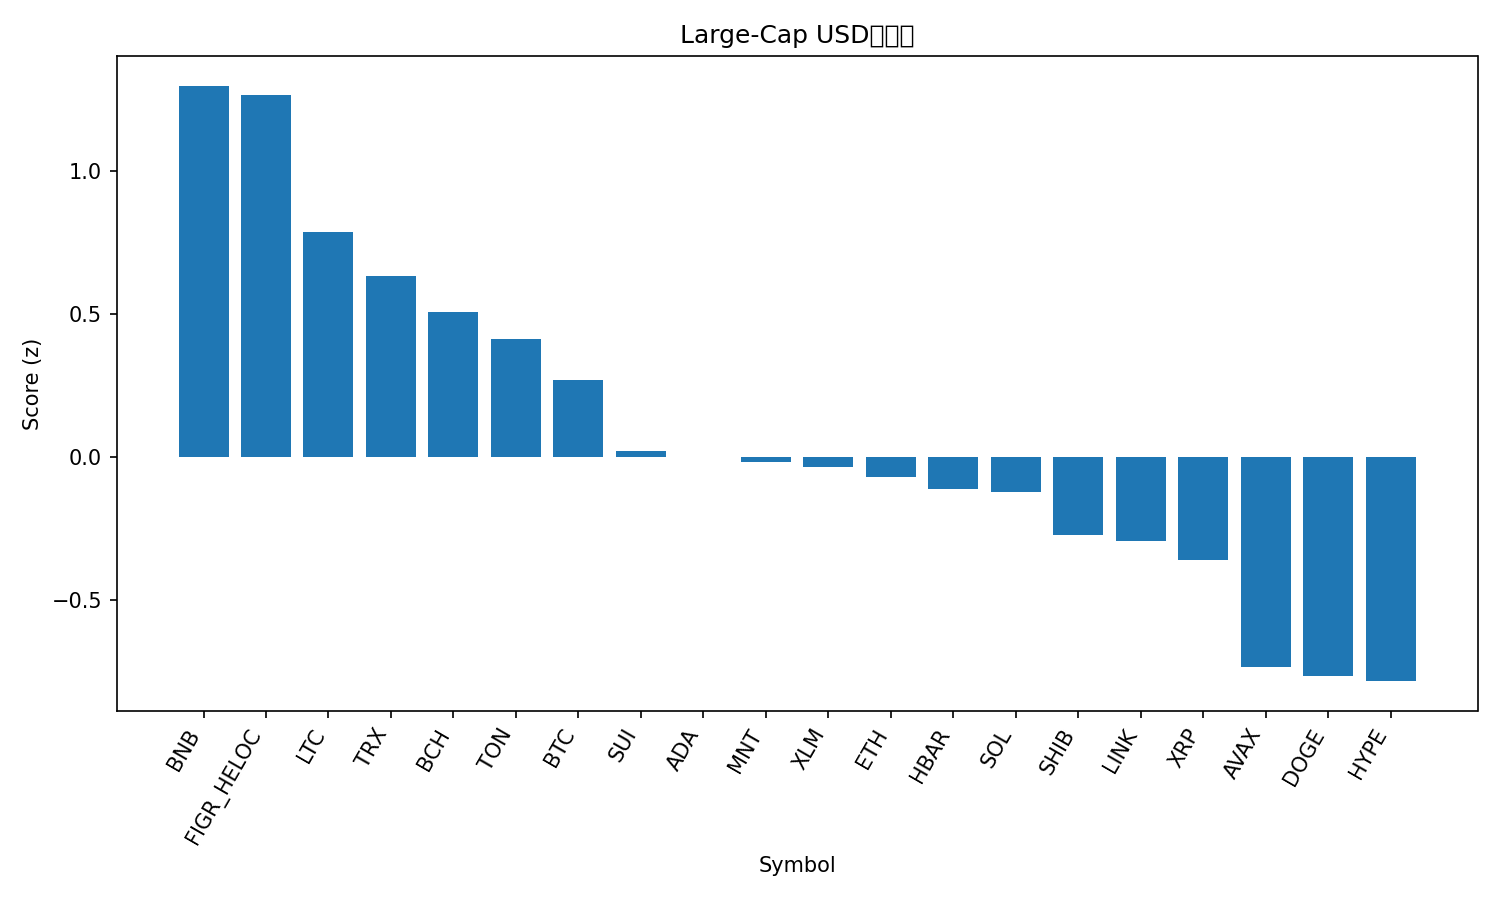 Large-Cap USD
Score (z)
1.0
0.5
0.0
−0.5
BNB
FIGR_HELOC
LTC
TRX
BCH
TON
BTC
SUI
ADA
MNT
XLM
ETH
HBAR
SOL
SHIB
LINK
XRP
AVAX
DOGE
HYPE
Symbol